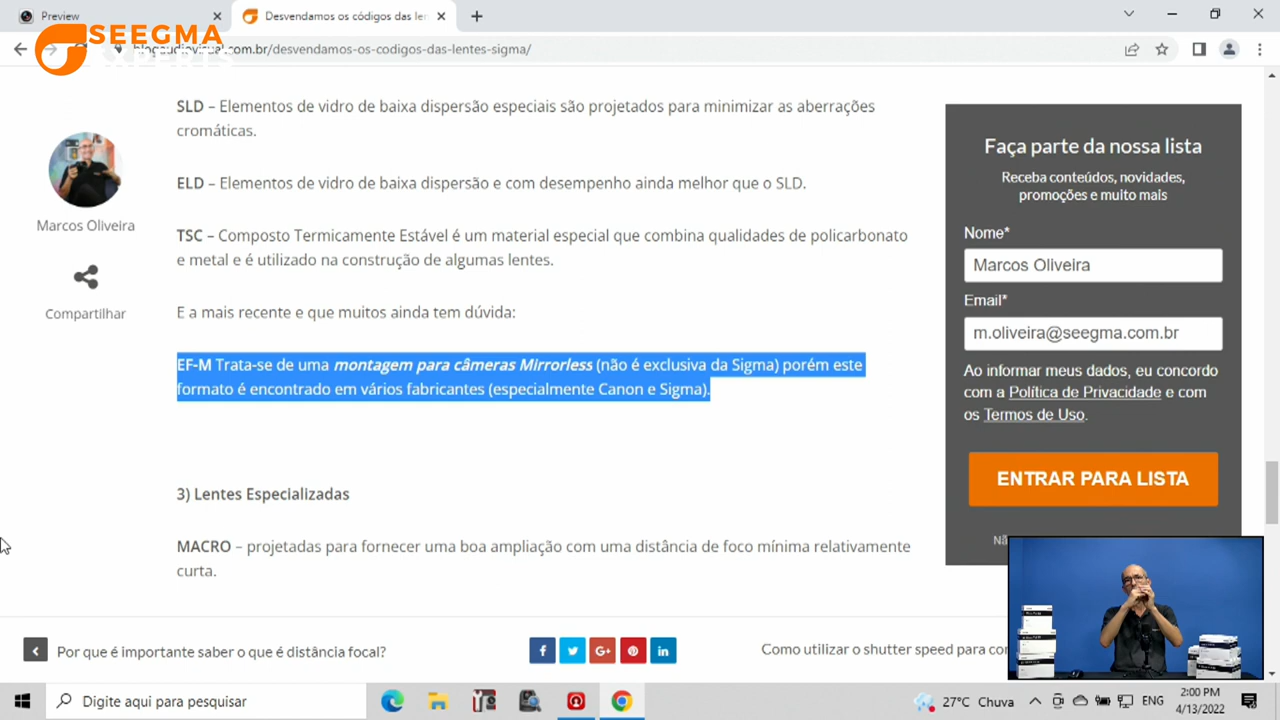 Preview
Desvendamos os códigos das len
SEEGMA
EXPERTS
blogaudiovisual.com.br/desvendamos-os-codigos-das-lentes-sigma/
SLD – Elementos de vidro de baixa dispersão especiais são projetados para minimizar as aberrações
cromáticas.
ELD – Elementos de vidro de baixa dispersão e com desempenho ainda melhor que o SLD.
TSC – Composto Termicamente Estável é um material especial que combina qualidades de policarbonato
e metal e é utilizado na construção de algumas lentes.
E a mais recente e que muitos ainda tem dúvida:
EF-M Trata-se de uma montagem para câmeras Mirrorless (não é exclusiva da Sigma) porém este
formato é encontrado em vários fabricantes (especialmente Canon e Sigma).
3) Lentes Especializadas
MACRO – projetadas para fornecer uma boa ampliação com uma distância de foco mínima relativamente
curta.
Marcos Oliveira
Compartilhar
Faça parte da nossa lista
Receba conteúdos, novidades,
promoções e muito mais
Nome*
Marcos Oliveira
Email*
m.oliveira@seegma.com.br
Ao informar meus dados, eu concordo
com a Política de Privacidade e com
os Termos de Uso.
ENTRAR PARA LISTA
Por que é importante saber o que é distância focal?
Como utilizar o shutter speed para
Digite aqui para pesquisar
27°C Chuva
ENG
2:00 PM
4/13/2022